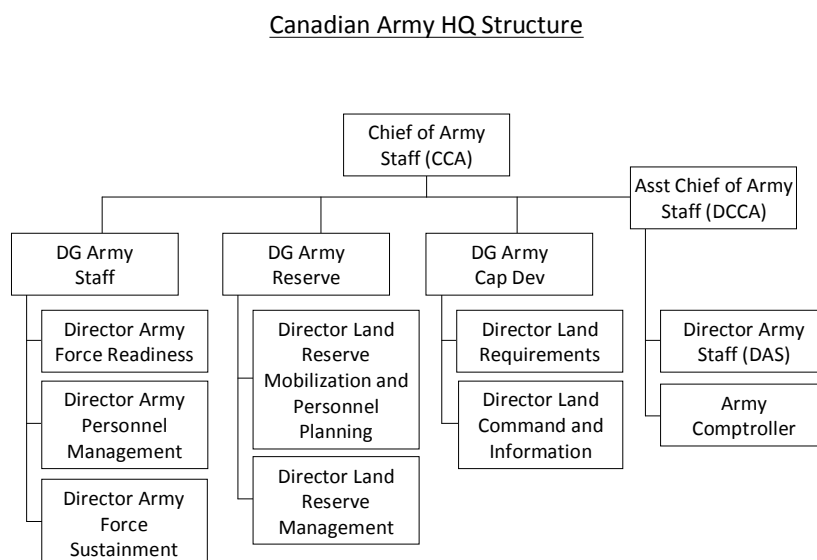 Canadian Army HQ Structure
Chief of Army
Staff (CCA)
Asst Chief of Army
Staff (DCCA)
DG Army
Staff
DG Army
Reserve
DG Army
Cap Dev
Director Army
Force Readiness
Director Army
Personnel
Management
Director Army
Force
Sustainment
Director Land
Reserve
Mobilization and
Personnel
Planning
Director Land
Reserve
Management
Director Land
Requirements
Director Land
Command and
Information
Director Army
Staff (DAS)
Army
Comptroller